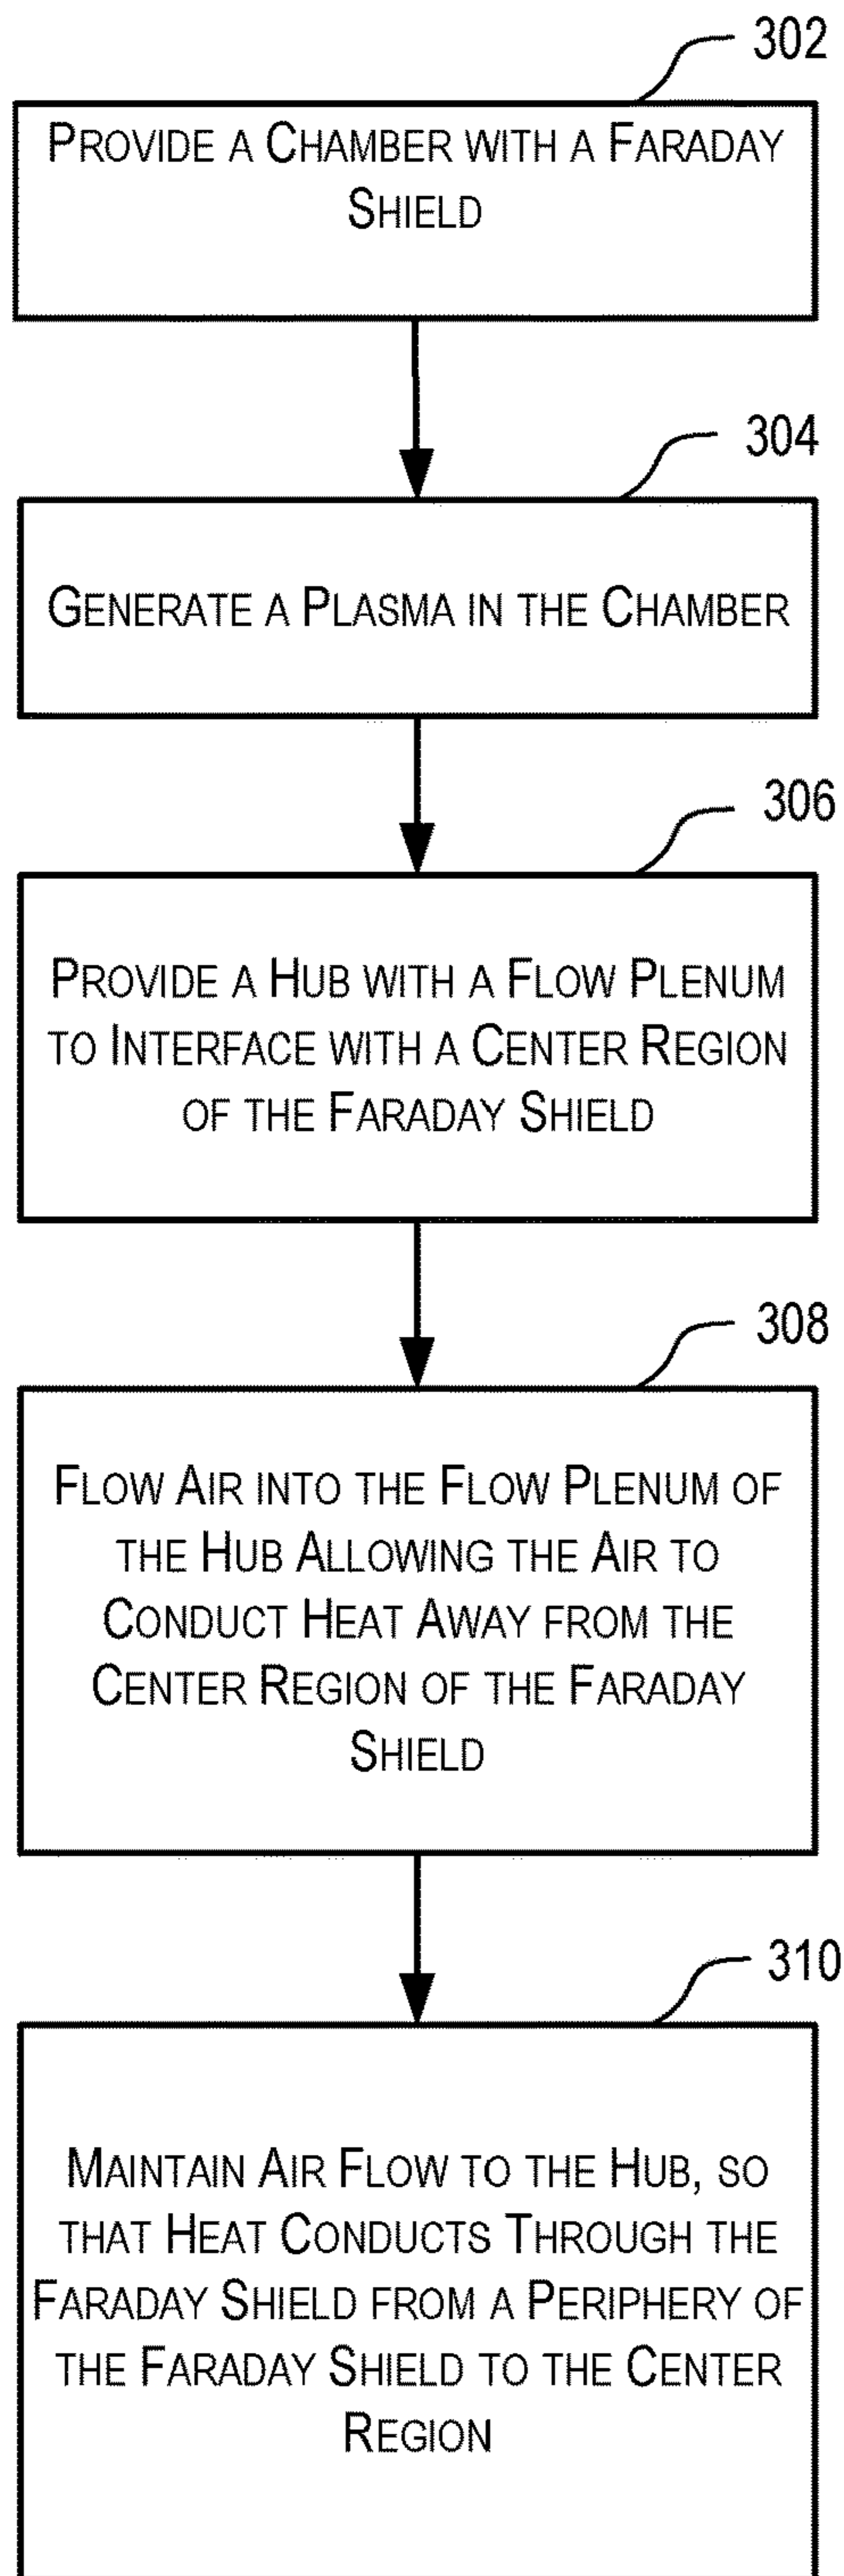 302
PROVIDE A CHAMBER WITH A FARADAY
SHIELD
304
GENERATE A PLASMA IN THE CHAMBER
306
PROVIDE A HUB WITH A FLOW PLENUM
TO INTERFACE WITH A CENTER REGION
OF THE FARADAY SHIELD
308
FLOW AIR INTO THE FLOW PLENUM OF
THE HUB ALLOWING THE AIR TO
CONDUCT HEAT AWAY FROM THE
CENTER REGION OF THE FARADAY
SHIELD
310
MAINTAIN AIR FLOW TO THE HUB, SO
THAT HEAT CONDUCTS THROUGH THE
FARADAY SHIELD FROM A PERIPHERY OF
THE FARADAY SHIELD TO THE CENTER
REGION